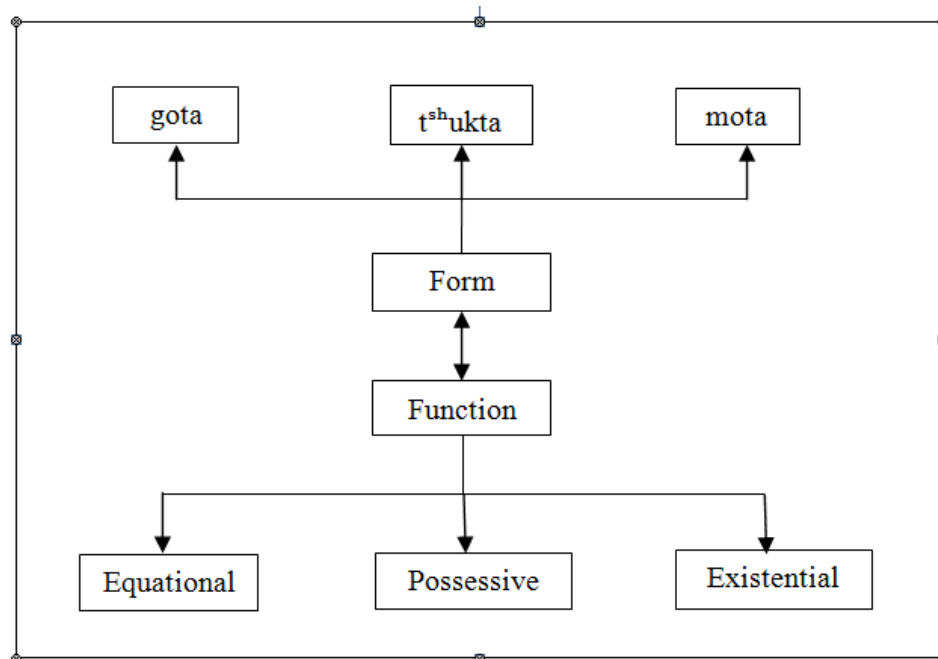 gota
tˢʰukta
mota
Form
Function
Equational
Possessive
Existential